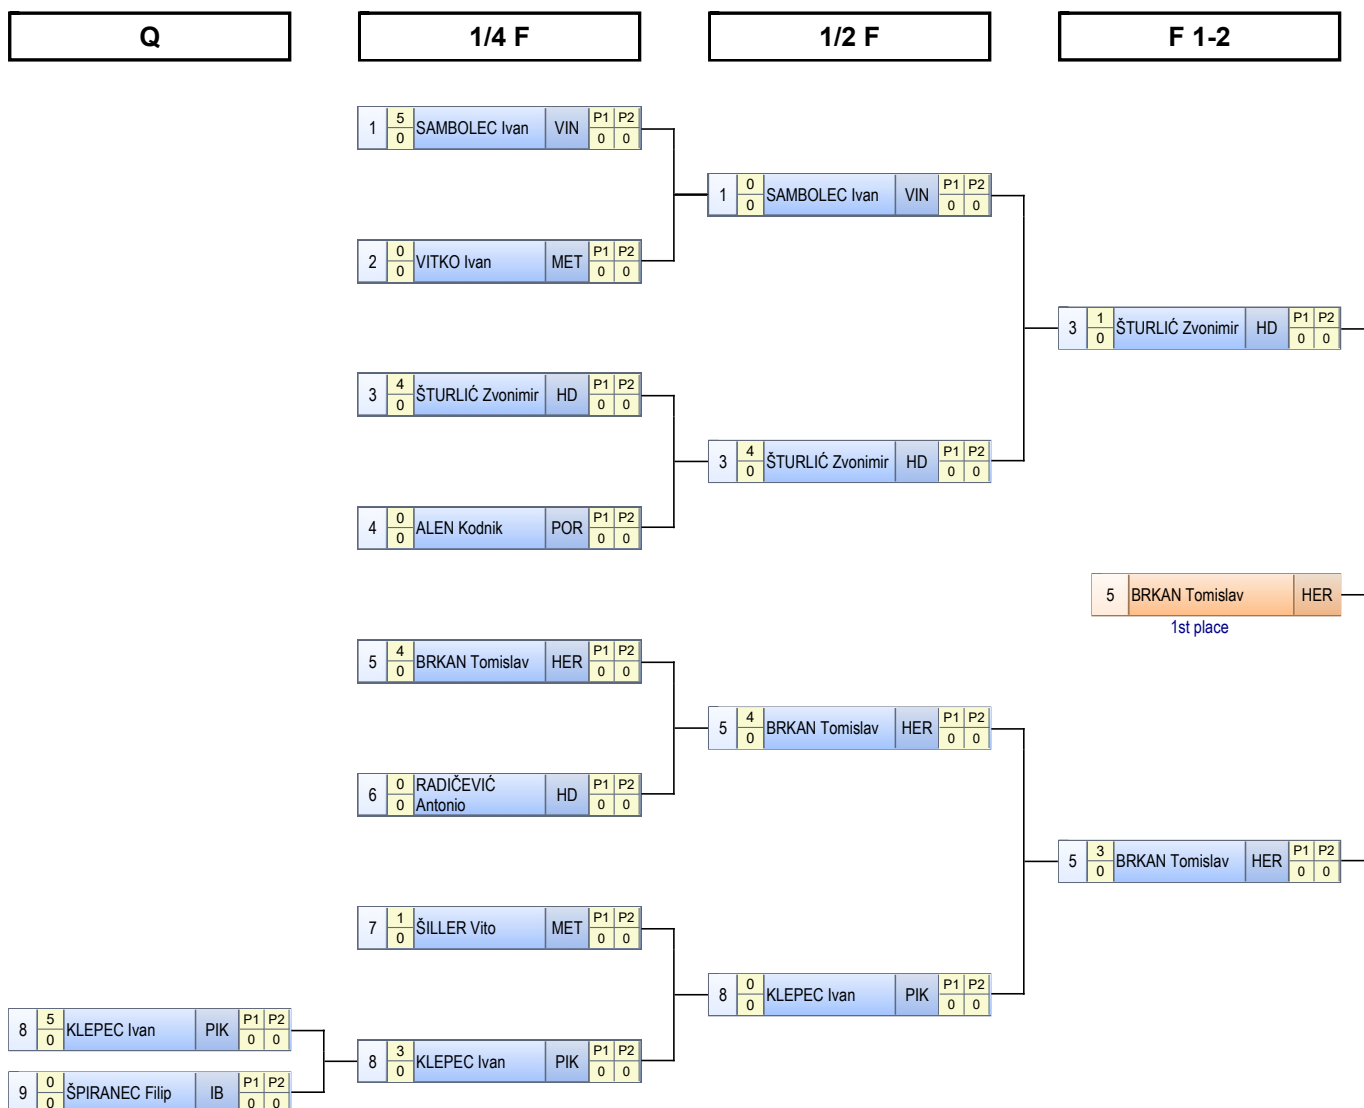 Q 1/4 F 1/2 F F 1-2
1 5 0 SAMBOLEC Ivan VIN P1 P2 0 0
1 0 0 SAMBOLEC Ivan VIN P1 P2 0 0
2 0 0 VITKO Ivan MET P1 P2 0 0
3 1 0 ŠTURLIĆ Zvonimir HD P1 P2 0 0
3 4 0 ŠTURLIĆ Zvonimir HD P1 P2 0 0
3 4 0 ŠTURLIĆ Zvonimir HD P1 P2 0 0
4 0 0 ALEN Kodnik POR P1 P2 0 0
5 BRKAN Tomislav HER
1st place
5 4 0 BRKAN Tomislav HER P1 P2 0 0
5 4 0 BRKAN Tomislav HER P1 P2 0 0
6 0 0 RADIČEVIĆ Antonio HD P1 P2 0 0
5 3 0 BRKAN Tomislav HER P1 P2 0 0
7 1 0 ŠILLER Vito MET P1 P2 0 0
8 0 0 KLEPEC Ivan PIK P1 P2 0 0
8 5 0 KLEPEC Ivan PIK P1 P2 0 0
8 3 0 KLEPEC Ivan PIK P1 P2 0 0
9 0 0 ŠPIRANEC Filip IB P1 P2 0 0